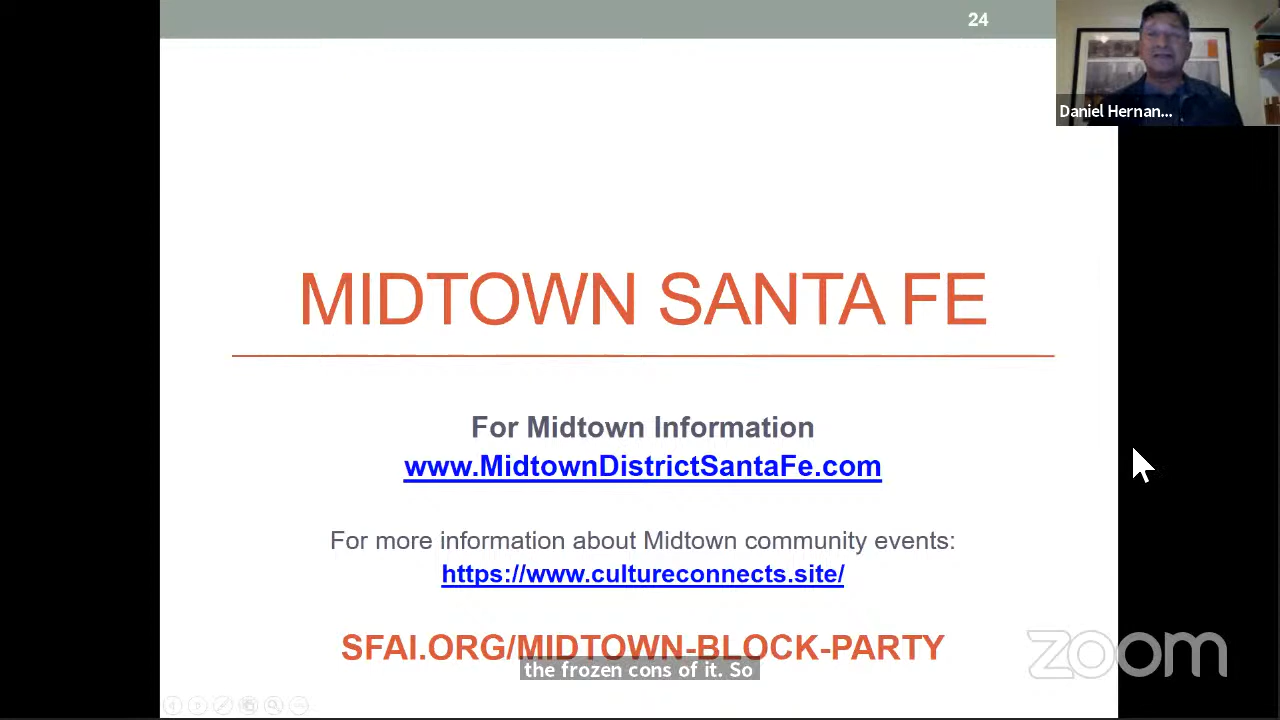 24
Daniel Hernan...
MIDTOWN SANTA FE
For Midtown Information
www.MidtownDistrictSantaFe.com
For more information about Midtown community events:
https://www.cultureconnects.site/
SFAI.ORG/MIDTOWN-BLOCK-PARTY
the frozen cons of it. So
zoom